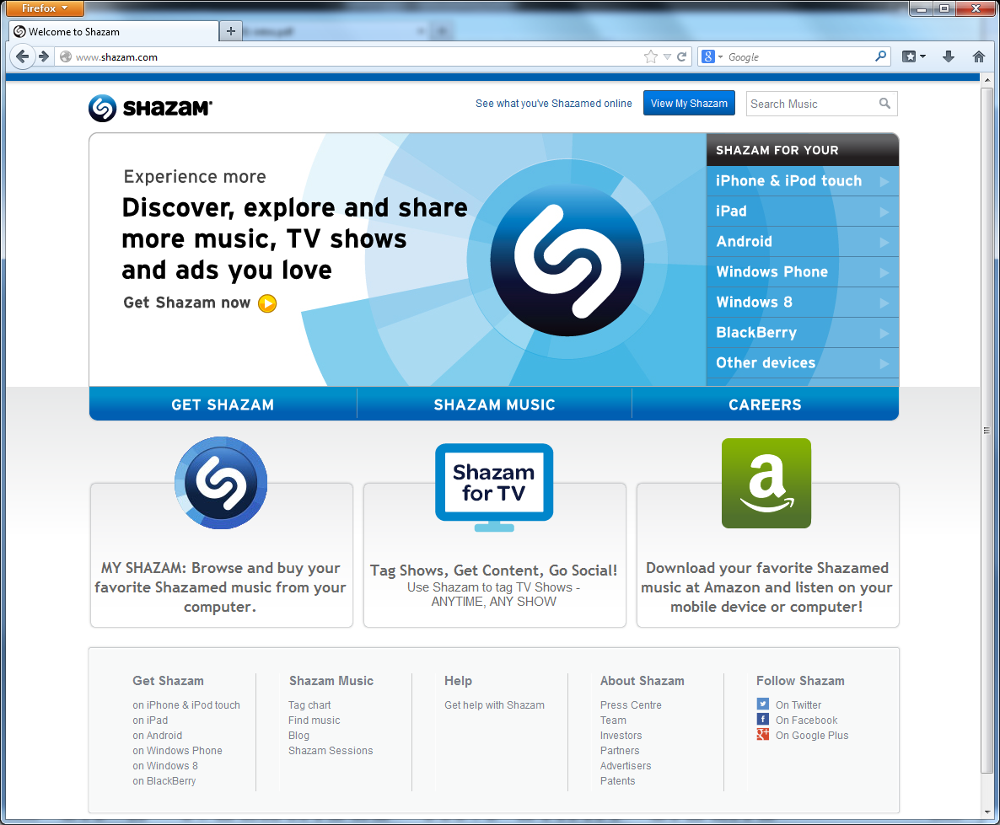 Firefox
Welcome to Shazam
www.shazam.com
Google
SHAZAM
See what you've Shazamed online
View My Shazam
Search Music
Experience more
Discover, explore and share
more music, TV shows
and ads you love
Get Shazam now
SHAZAM FOR YOUR
iPhone & iPod touch
iPad
Android
Windows Phone
Windows 8
BlackBerry
Other devices
GET SHAZAM
SHAZAM MUSIC
CAREERS
MY SHAZAM: Browse and buy your
favorite Shazamed music from your
computer.
Shazam
for TV
Tag Shows, Get Content, Go Social!
Use Shazam to tag TV Shows -
ANYTIME, ANY SHOW
a
Download your favorite Shazamed
music at Amazon and listen on your
mobile device or computer!
Get Shazam
on iPhone & iPod touch
on iPad
on Android
on Windows Phone
on Windows 8
on BlackBerry
Shazam Music
Tag chart
Find music
Blog
Shazam Sessions
Help
Get help with Shazam
About Shazam
Press Centre
Team
Investors
Partners
Advertisers
Patents
Follow Shazam
On Twitter
On Facebook
On Google Plus